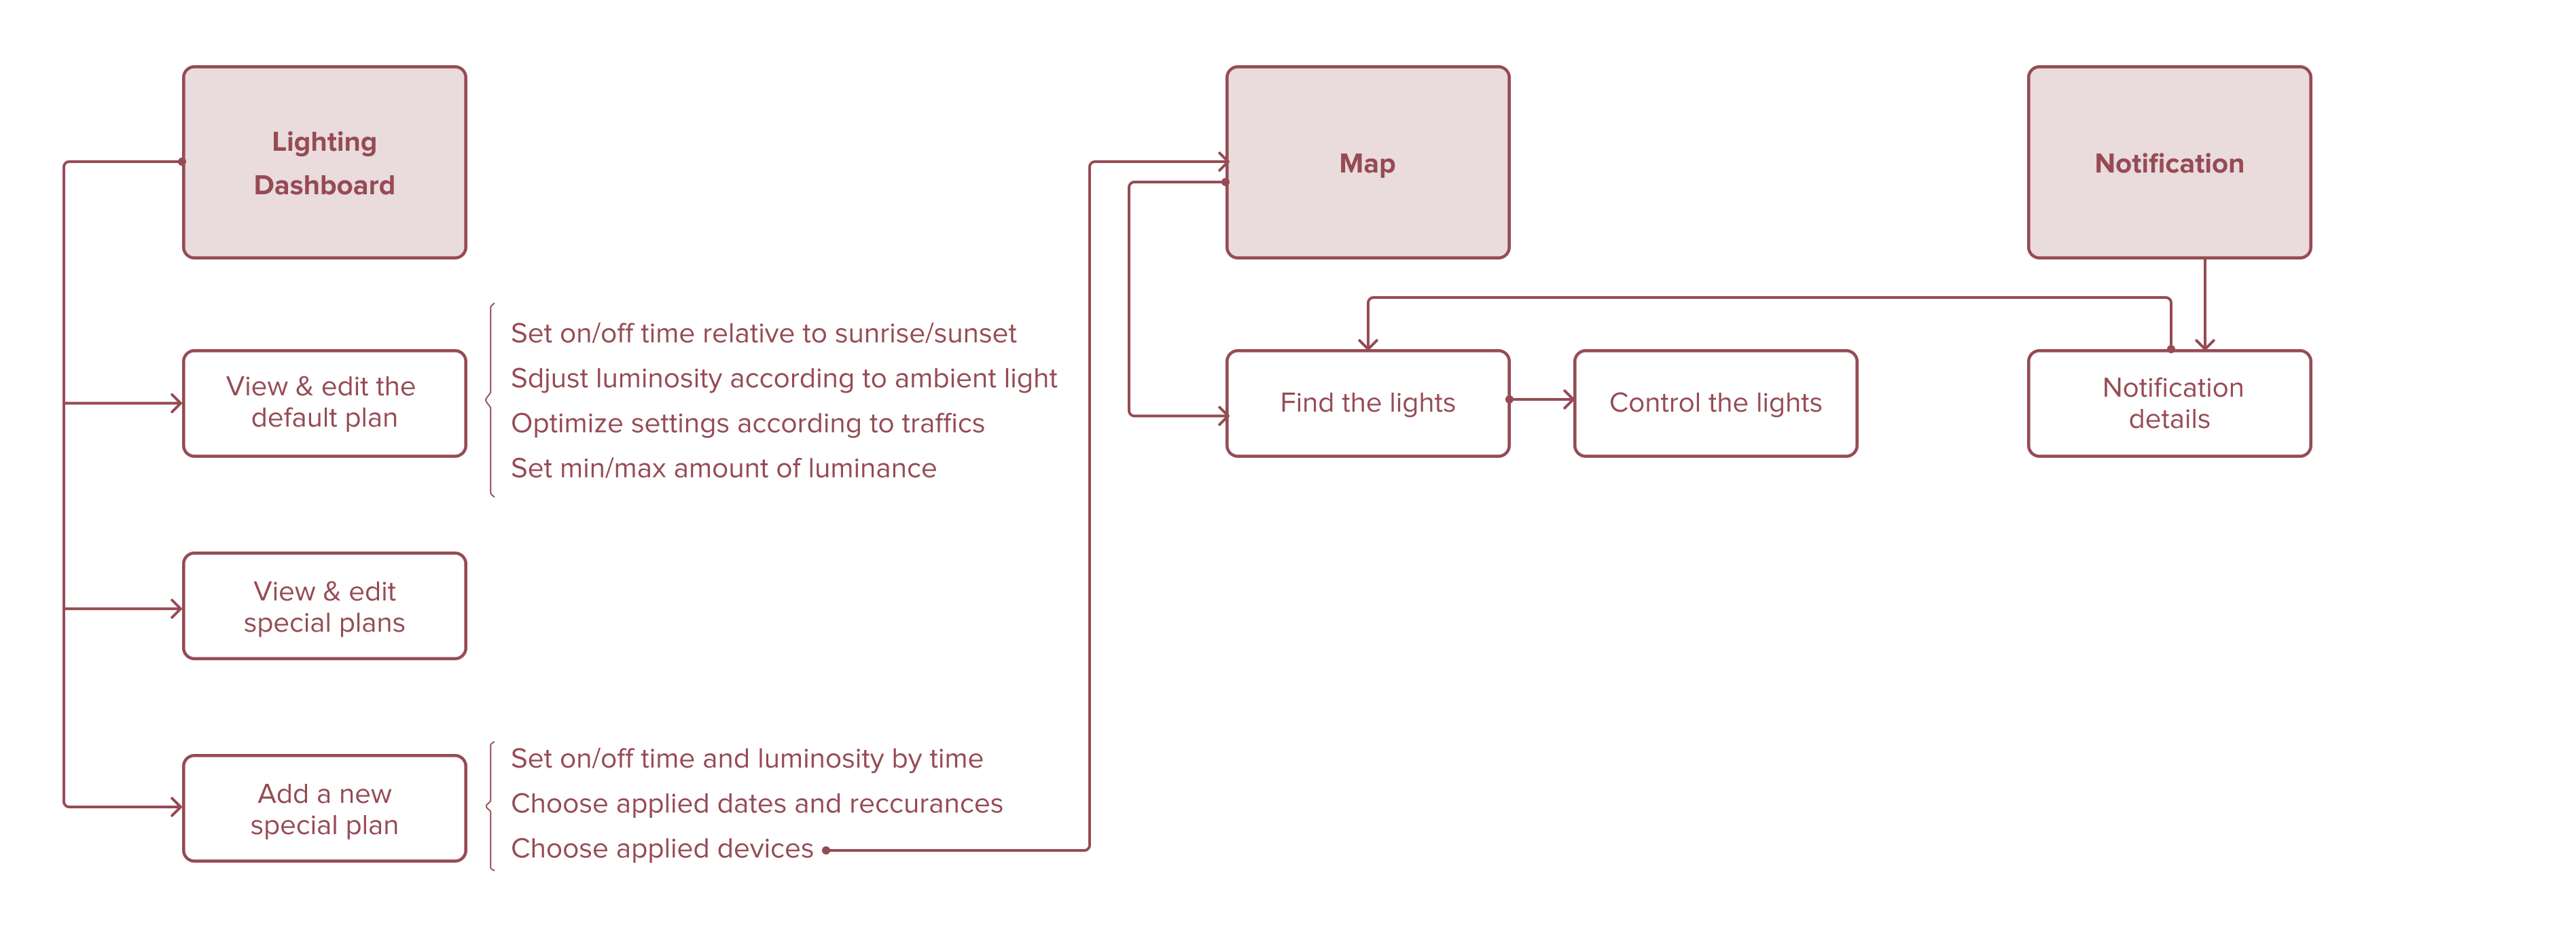 Lighting
Dashboard
Map
Notification
View & edit the
default plan
Set on/off time relative to sunrise/sunset
Sdjust luminosity according to ambient light
Optimize settings according to traffics
Set min/max amount of luminance
Find the lights
Control the lights
Notification
details
View & edit
special plans
Add a new
special plan
Set on/off time and luminosity by time
Choose applied dates and reccurances
Choose applied devices